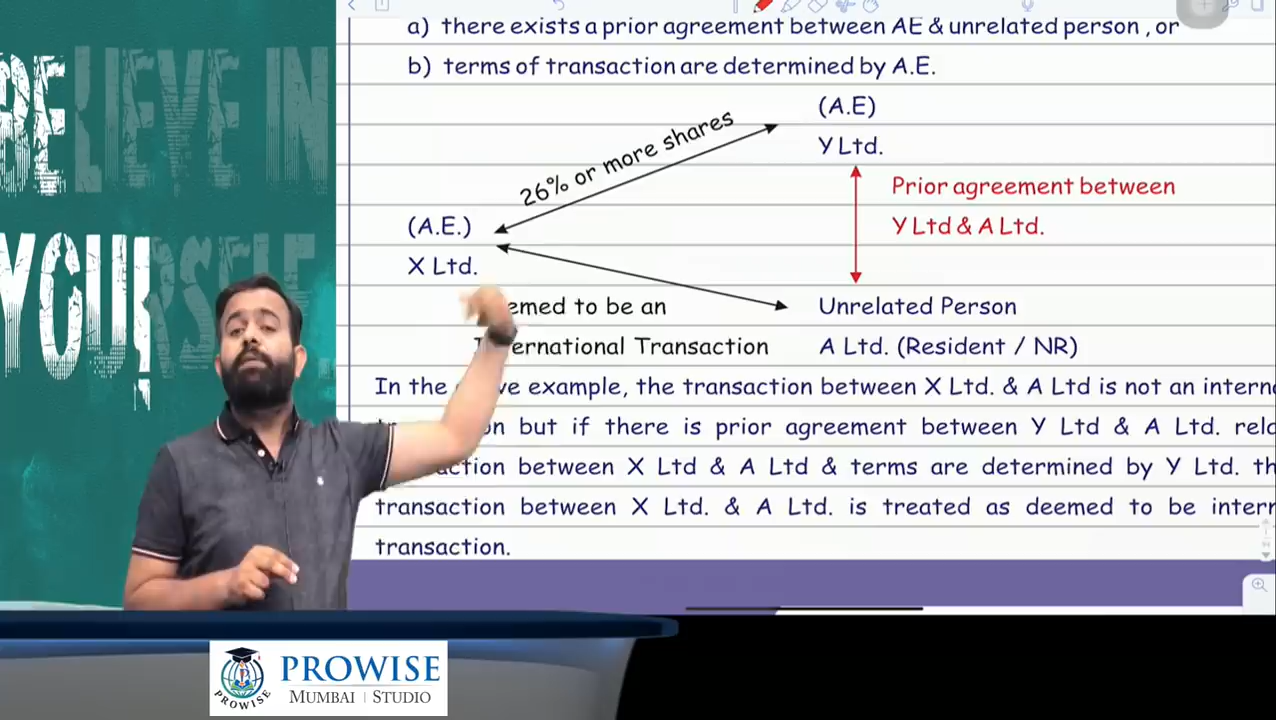 BELIEVE IN
YOURSELF
a) there exists a prior agreement between AE & unrelated person, or
b) terms of transaction are determined by A.E.
(A.E)
Y Ltd.
26% or more shares
Prior agreement between
Y Ltd & A Ltd.
(A.E.)
X Ltd.
emed to be an
Unrelated Person
ernational Transaction
A Ltd. (Resident / NR)
In the ve example, the transaction between X Ltd. & A Ltd is not an interna
on but if there is prior agreement between Y Ltd & A Ltd. rela
action between X Ltd & A Ltd & terms are determined by Y Ltd. th
transaction between X Ltd. & A Ltd. is treated as deemed to be intern
transaction.
PROWISE
PROWISE
MUMBAI | STUDIO